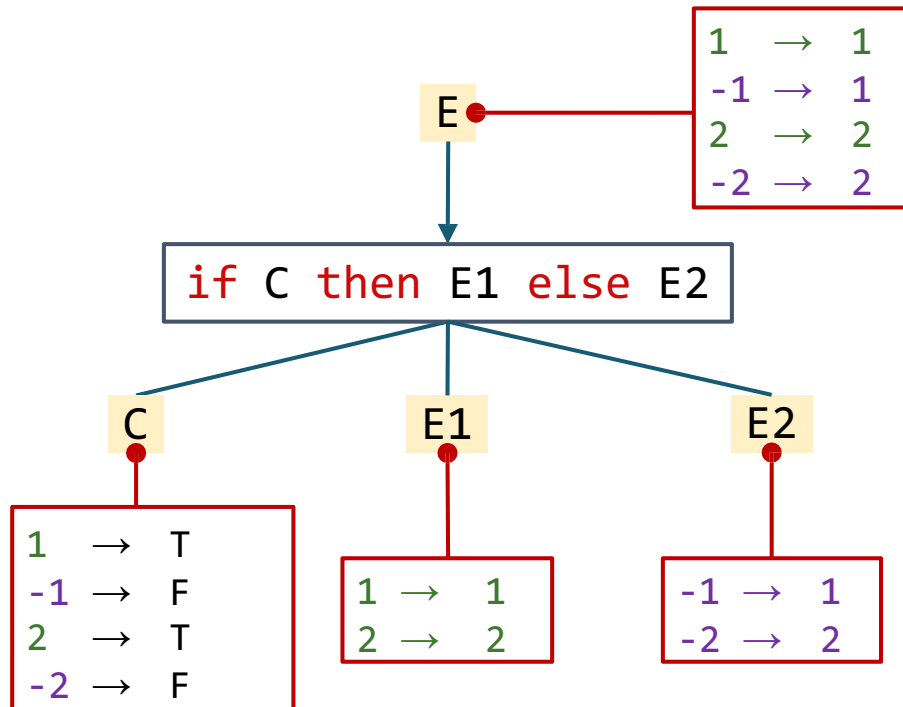 1 → 1
-1 → 1
2 → 2
-2 → 2
E
if C then E1 else E2
C
E1
E2
1 → T
-1 → F
2 → T
-2 → F
1 → 1
2 → 2
-1 → 1
-2 → 2